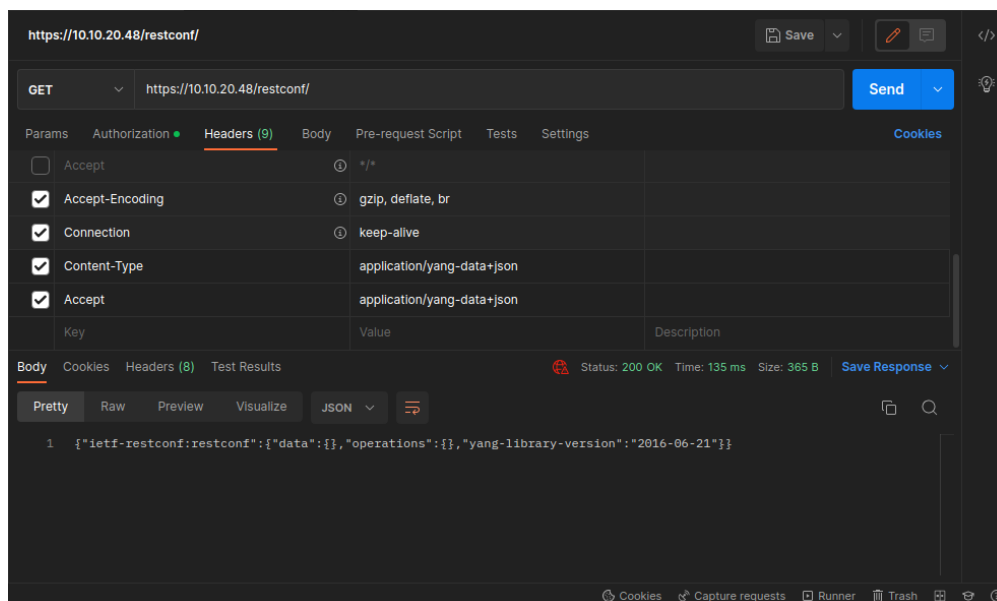 https://10.10.20.48/restconf/ Save
GET https://10.10.20.48/restconf/ Send
Params Authorization Headers (9) Body Pre-request Script Tests Settings Cookies
Accept */*
Accept-Encoding gzip, deflate, br
Connection keep-alive
Content-Type application/yang-data+json
Accept application/yang-data+json
Key Value Description
Body Cookies Headers (8) Test Results Status: 200 OK Time: 135 ms Size: 365 B Save Response
Pretty Raw Preview Visualize JSON
1 {"ietf-restconf:restconf":{"data":{},"operations":{},"yang-library-version":"2016-06-21"}}
Cookies Capture requests Runner Trash